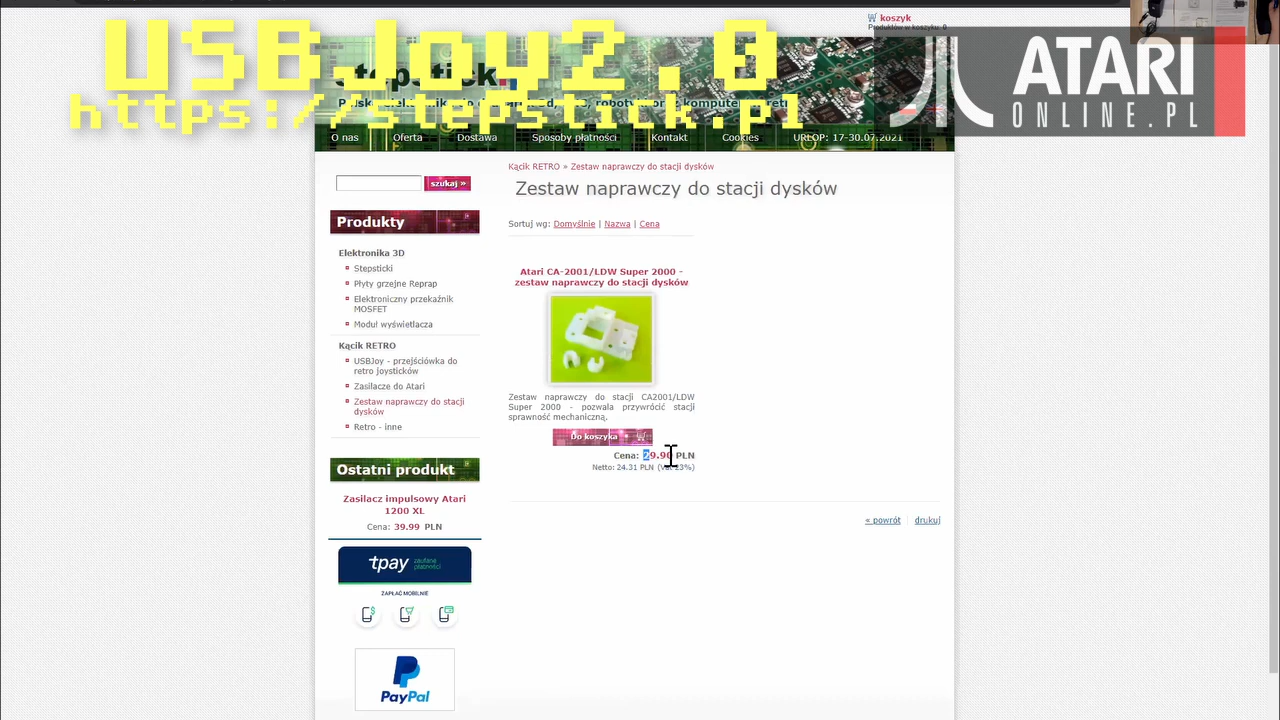 koszyk
Produktów w koszyku: 0
USBJoy2.0
https://stepstick.pl
ATARI
ONLINE.PL
O nas
Oferta
Dostawa
Sposoby płatności
Kontakt
Cookies
URLOP: 17-30.07.2021
szukaj »
Kącik RETRO » Zestaw naprawczy do stacji dysków
Zestaw naprawczy do stacji dysków
Sortuj wg: Domyślnie | Nazwa | Cena
Produkty
Elektronika 3D
Stepsticki
Płyty grzejne Reprap
Elektroniczny przekaźnik
MOSFET
Moduł wyświetlacza
Kącik RETRO
USBJoy - przejściówka do
retro joysticków
Zasilacze do Atari
Zestaw naprawczy do stacji
dysków
Retro - inne
Atari CA-2001/LDW Super 2000 -
zestaw naprawczy do stacji dysków
Zestaw naprawczy do stacji CA2001/LDW
Super 2000 - pozwala przywrócić stacji
sprawność mechaniczną.
Do koszyka
Cena: 29.90 PLN
Netto: 24.31 PLN (Vat 23%)
« powrót
drukuj
Ostatni produkt
Zasilacz impulsowy Atari
1200 XL
Cena: 39.99 PLN
tpay
zaufane
płatności
ZAPŁAĆ MOBILNIE
PayPal